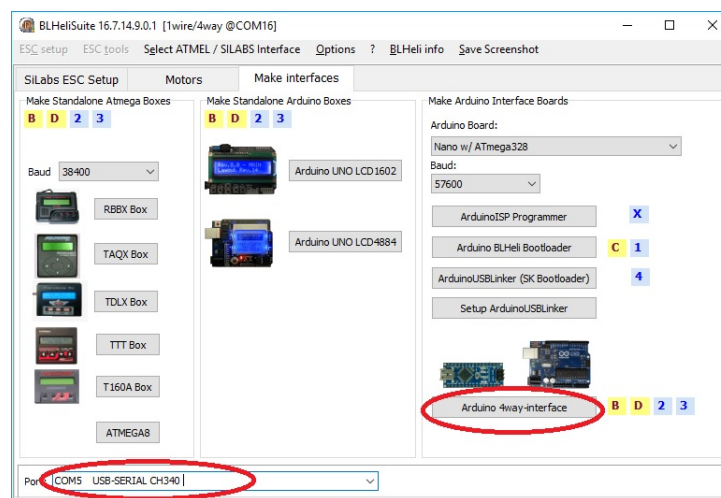 BLHeliSuite 16.7.14.9.0.1 [1wire/4way @COM16]
ESC setup ESC tools Select ATMEL / SILABS Interface Options ? BLHeli info Save Screenshot
SiLabs ESC Setup Motors Make interfaces
Make Standalone Atmega Boxes
B D 2 3
Baud 38400
RBBX Box
TAQX Box
TDLX Box
TTT Box
T160A Box
ATMEGA8
Make Standalone Arduino Boxes
B D 2 3
Arduino UNO LCD1602
Arduino UNO LCD4884
Make Arduino Interface Boards
Arduino Board:
Nano w/ ATmega328
Baud:
57600
ArduinoISP Programmer X
Arduino BLHeli Bootloader C 1
ArduinoUSBLinker (SK Bootloader) 4
Setup ArduinoUSBLinker
Arduino 4way-interface B D 2 3
Port COM5 USB-SERIAL CH340